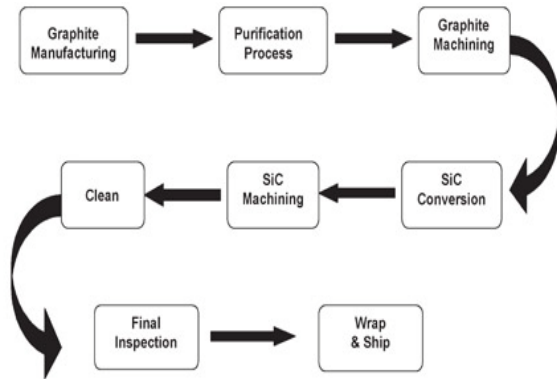 Graphite
Manufacturing
Purification
Process
Graphite
Machining
SiC
Conversion
SiC
Machining
Clean
Final
Inspection
Wrap
& Ship